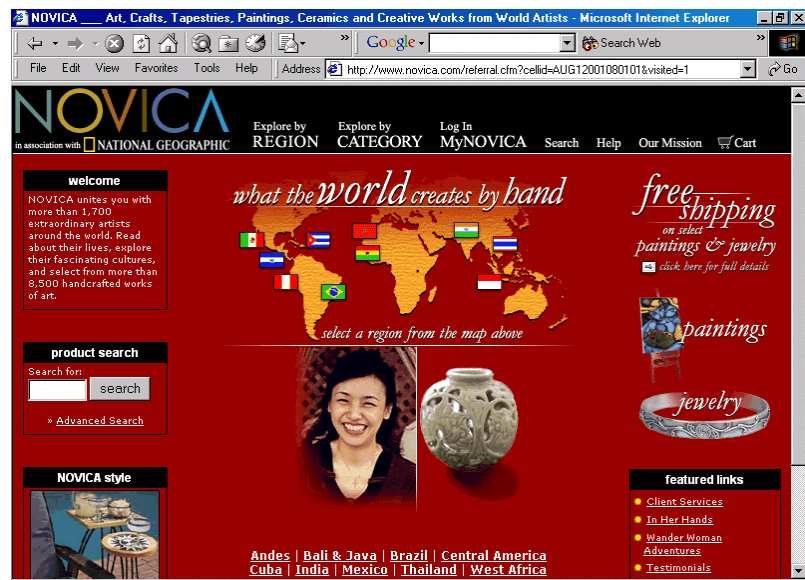 NOVICA ___ Art, Crafts, Tapestries, Paintings, Ceramics and Creative Works from World Artists - Microsoft Internet Explorer
Google
Search Web
File Edit View Favorites Tools Help
Address http://www.novica.com/referral.cfm?cellid=AUG12001080101&visited=1
Go
NOVICA
in association with NATIONAL GEOGRAPHIC
Explore by
REGION
Explore by
CATEGORY
Log In
MyNOVICA
Search
Help
Our Mission
Cart
welcome
NOVICA unites you with
more than 1,700
extraordinary artists
around the world. Read
about their lives, explore
their fascinating cultures,
and select from more than
8,500 handcrafted works
of art.
product search
Search for:
search
» Advanced Search
NOVICA style
what the world creates by hand
select a region from the map above
Andes | Bali & Java | Brazil | Central America
Cuba | India | Mexico | Thailand | West Africa
free
shipping
on select
paintings & jewelry
click here for full details
paintings
jewelry
featured links
Client Services
In Her Hands
Wander Woman
Adventures
Testimonials